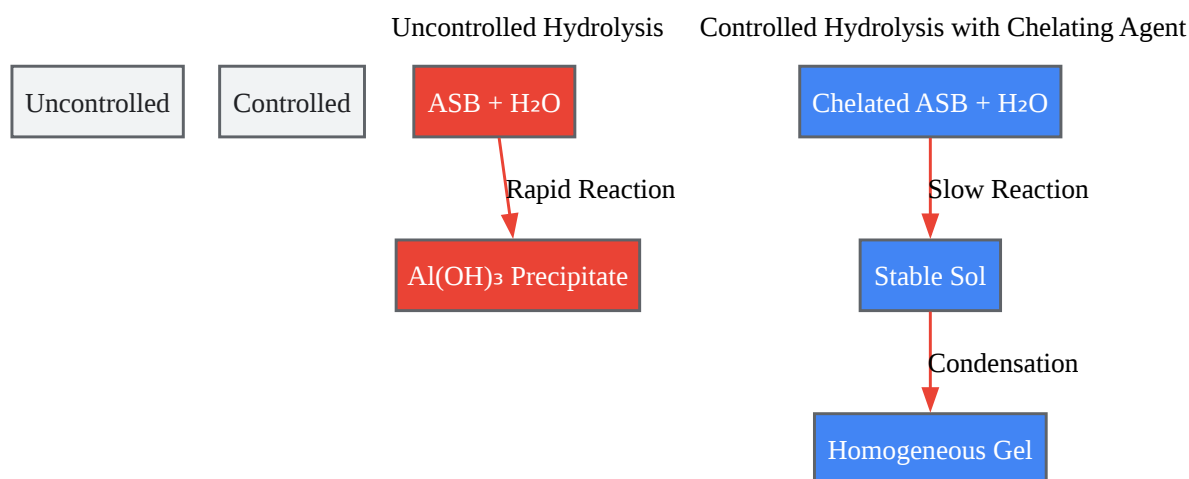 Uncontrolled Hydrolysis
Controlled Hydrolysis with Chelating Agent
Uncontrolled
Controlled
ASB + H₂O
Chelated ASB + H₂O
Rapid Reaction
Slow Reaction
Al(OH)₃ Precipitate
Stable Sol
Condensation
Homogeneous Gel